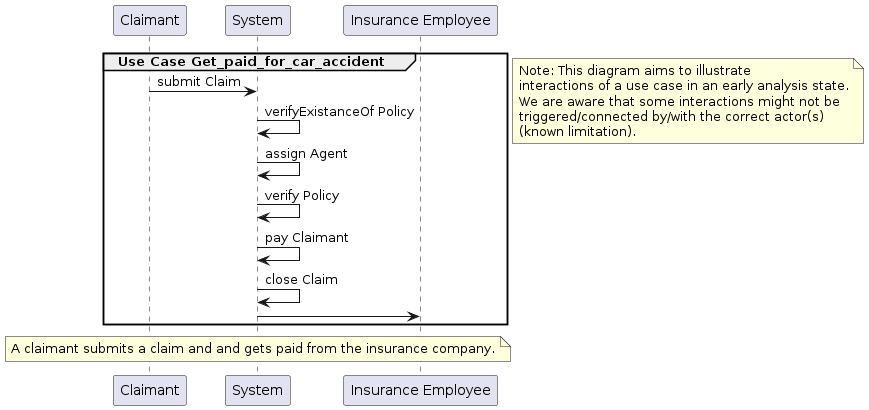 Claimant
System
Insurance Employee
Use Case Get_paid_for_car_accident
Note: This diagram aims to illustrate
interactions of a use case in an early analysis state.
We are aware that some interactions might not be
triggered/connected by/with the correct actor(s)
(known limitation).
submit Claim
verifyExistanceOf Policy
assign Agent
verify Policy
pay Claimant
close Claim
A claimant submits a claim and and gets paid from the insurance company.
Claimant
System
Insurance Employee